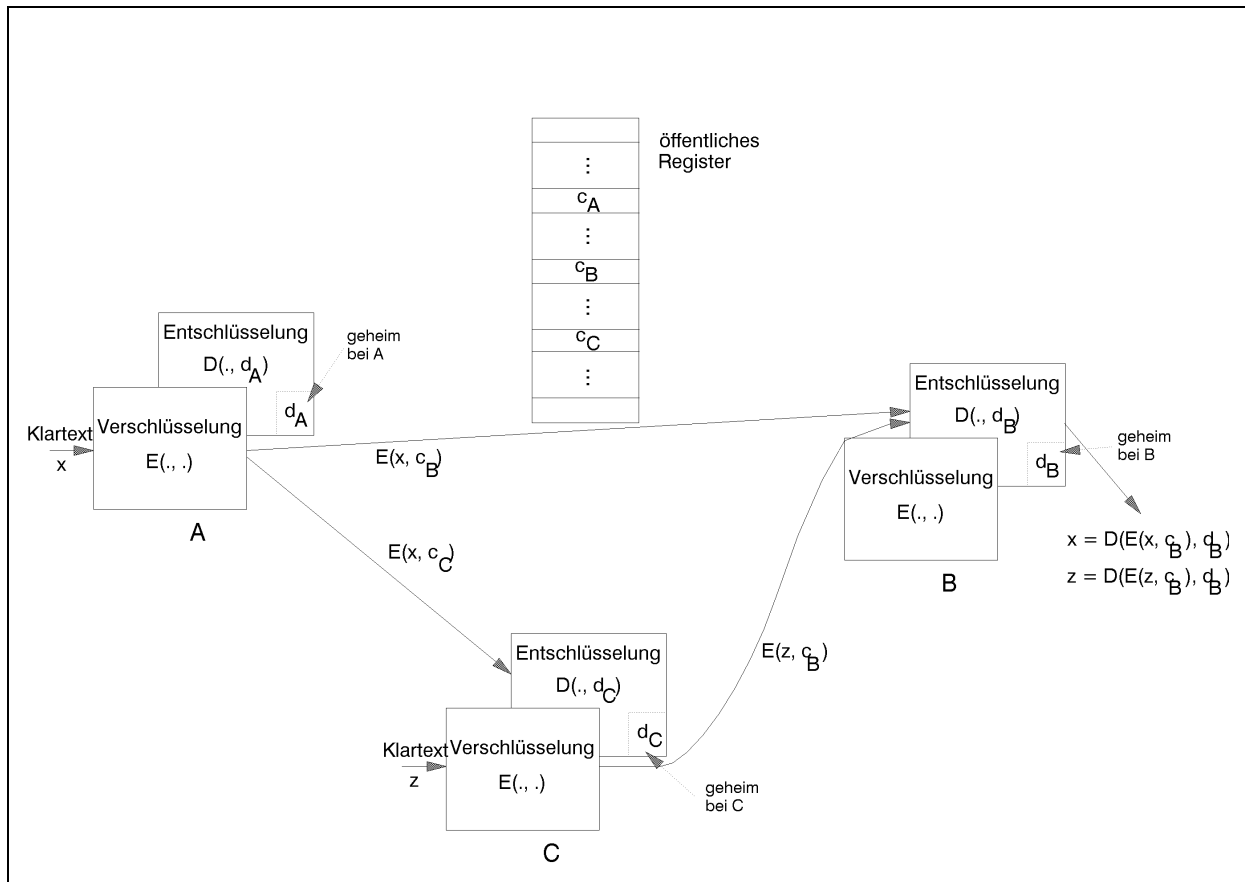 öffentliches
Register
⋮
c_A
⋮
c_B
⋮
c_C
⋮
Entschlüsselung
D(., d_A)
d_A
geheim
bei A
Klartext
x
Verschlüsselung
E(., .)
A
E(x, c_B)
E(x, c_C)
Entschlüsselung
D(., d_B)
d_B
geheim
bei B
Verschlüsselung
E(., .)
B
x = D(E(x, c_B), d_B)
z = D(E(z, c_B), d_B)
E(z, c_B)
Entschlüsselung
D(., d_C)
d_C
geheim
bei C
Klartext
z
Verschlüsselung
E(., .)
C